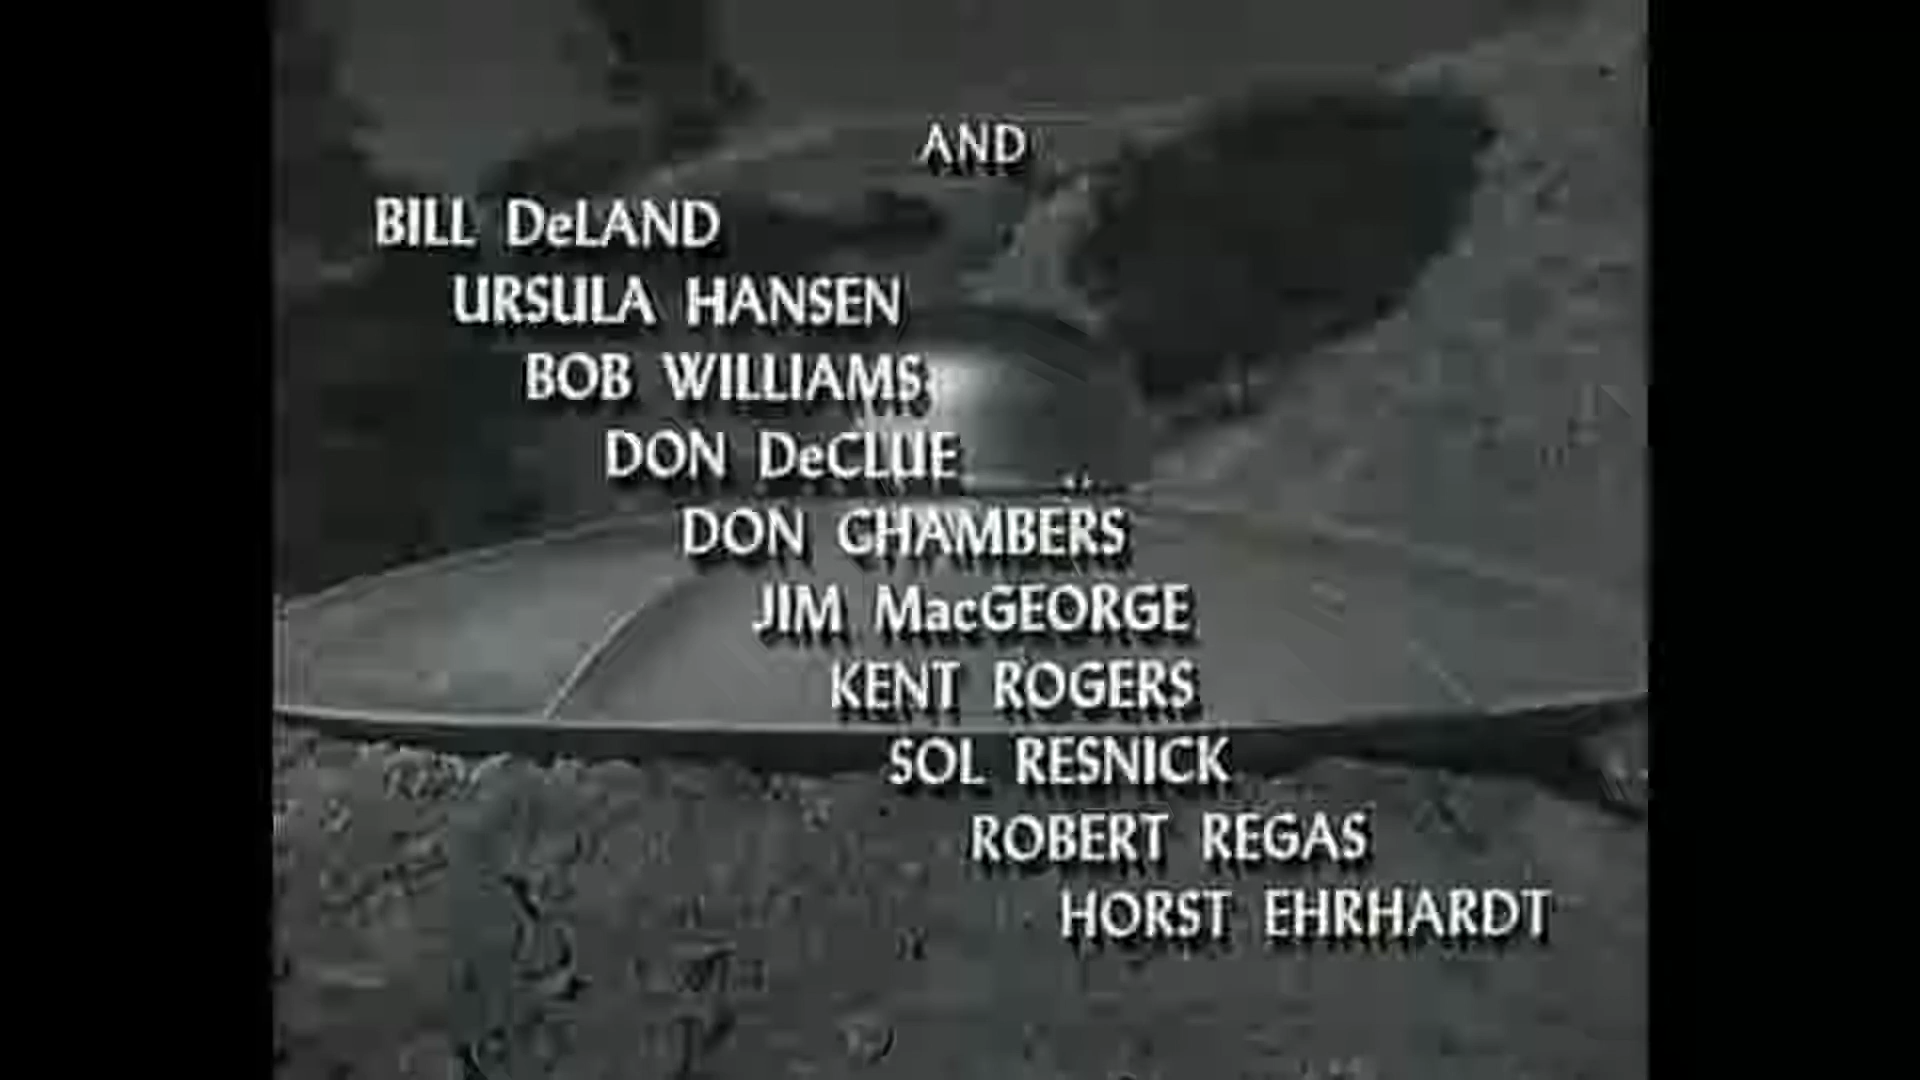 AND
BILL DeLAND
URSULA HANSEN
BOB WILLIAMS
DON DeCLUE
DON CHAMBERS
JIM MacGEORGE
KENT ROGERS
SOL RESNICK
ROBERT REGAS
HORST EHRHARDT